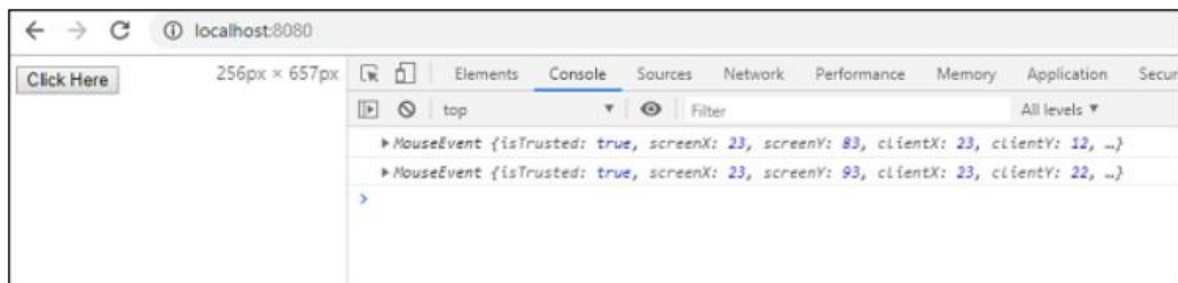 localhost:8080
Click Here
256px × 657px
Elements Console Sources Network Performance Memory Application Secur
top Filter All levels ▼
▶ MouseEvent {isTrusted: true, screenX: 23, screenY: 83, clientX: 23, clientY: 12, …}
▶ MouseEvent {isTrusted: true, screenX: 23, screenY: 93, clientX: 23, clientY: 22, …}
>